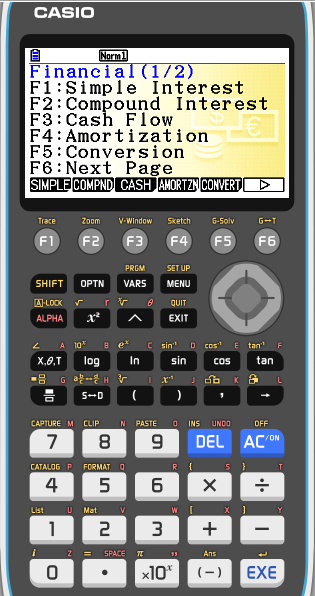 CASIO
Norm1
Financial(1/2)
F1:Simple Interest
F2:Compound Interest
F3:Cash Flow
F4:Amortization
F5:Conversion
F6:Next Page
SIMPLE COMPND CASH AMORTZN CONVERT ▷
Trace Zoom V-Window Sketch G-Solv G↔T
F1 F2 F3 F4 F5 F6
PRGM SET UP
SHIFT OPTN VARS MENU
A-LOCK √ r ˣ√ θ QUIT
ALPHA x² ^ EXIT
∠ A 10ˣ B eˣ C sin⁻¹ D cos⁻¹ E tan⁻¹ F
X,θ,T log ln sin cos tan
G H ³√ I x⁻¹ J K L
S↔D ( ) , →
CAPTURE M CLIP N PASTE O INS UNDO OFF
7 8 9 DEL AC/ON
CATALOG P FORMAT Q R { S } T
4 5 6 × ÷
List U Mat V W [ X ] Y
1 2 3 + −
i Z = SPACE π " Ans ↵
0 • ×10ˣ (−) EXE